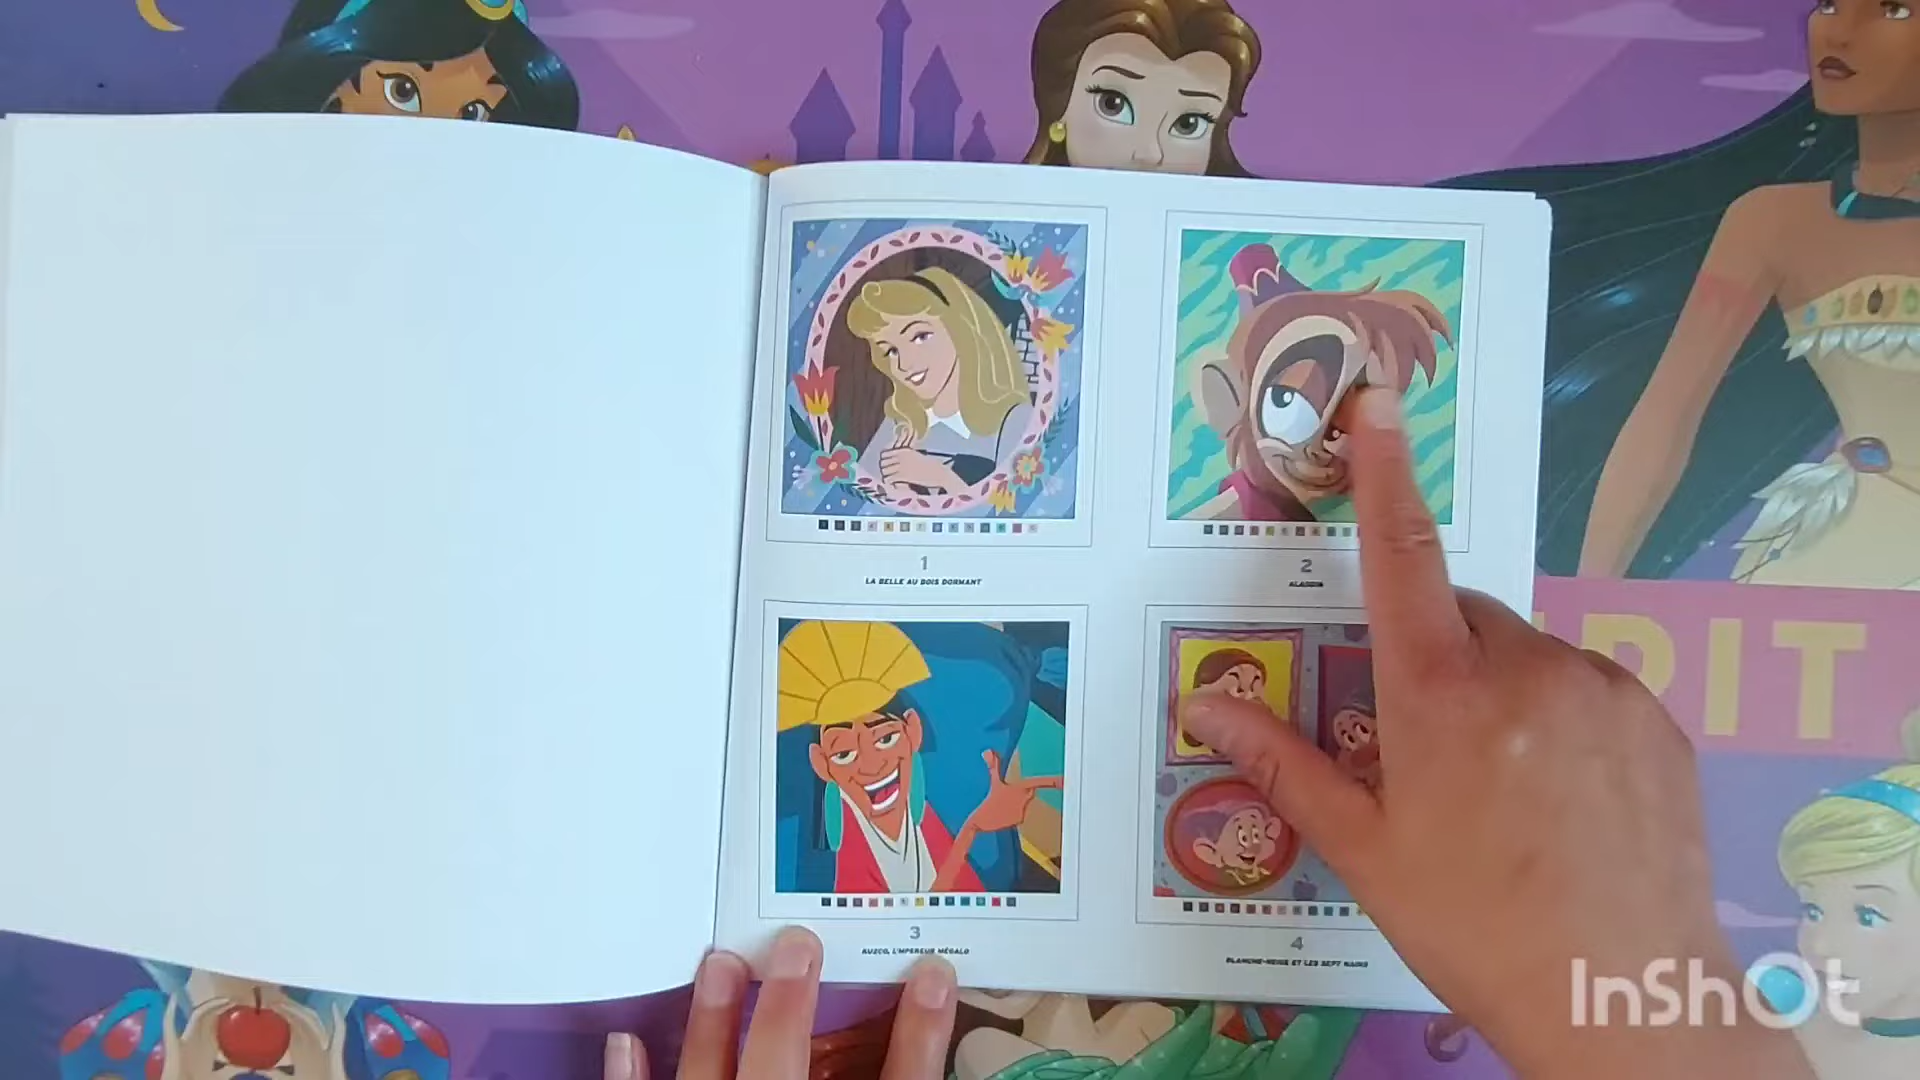 1
LA BELLE AU BOIS DORMANT
2
ALADDIN
3
KUZCO, L'EMPEREUR MÉGALO
4
BLANCHE-NEIGE ET LES SEPT NAINS
PIT
InShOt